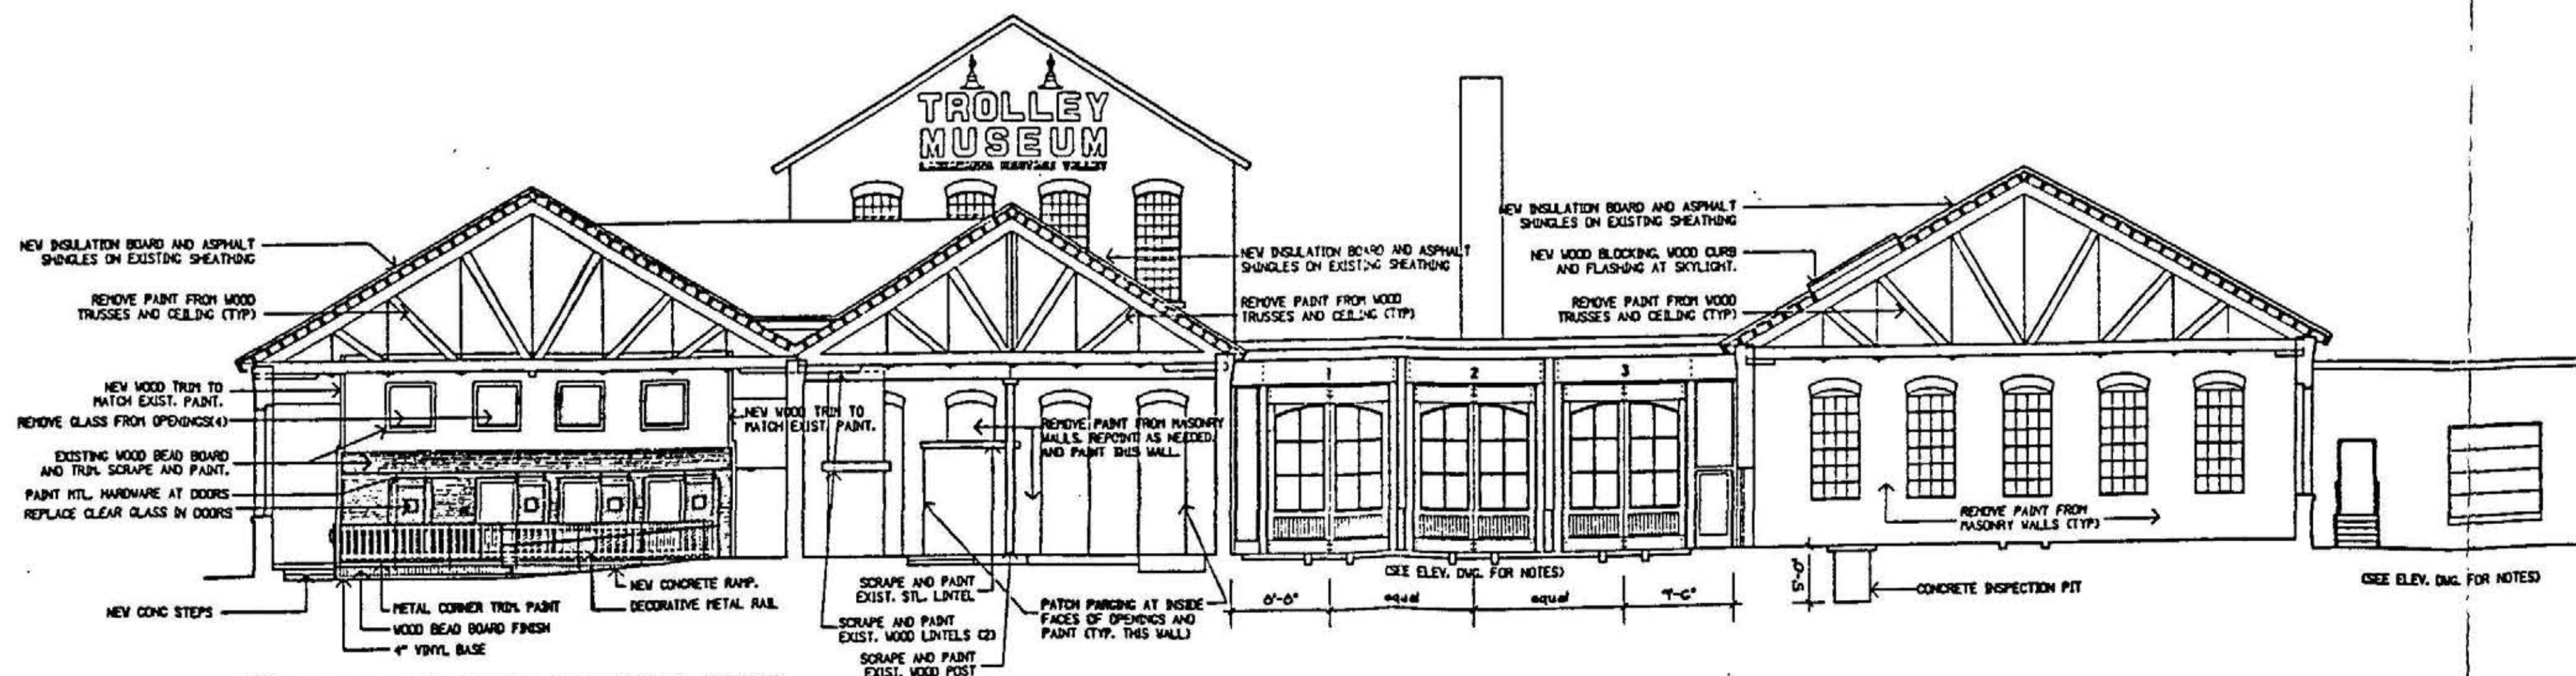 TROLLEY
MUSEUM
NEW INSULATION BOARD AND ASPHALT
SHINGLES ON EXISTING SHEATHING
REMOVE PAINT FROM WOOD
TRUSSES AND CEILING (TYP)
NEW WOOD TRIM TO
MATCH EXIST. PAINT.
REMOVE GLASS FROM OPENINGS(4)
EXISTING WOOD BEAD BOARD
AND TRIM. SCRAPE AND PAINT.
PAINT MTL. HARDWARE AT DOORS
REPLACE CLEAR GLASS IN DOORS
NEW CONC STEPS
METAL CORNER TRIM. PAINT
WOOD BEAD BOARD FINISH
4" VINYL BASE
NEW CONCRETE RAMP.
DECORATIVE METAL RAIL
NEW WOOD TRIM TO
MATCH EXIST. PAINT.
NEW INSULATION BOARD AND ASPHALT
SHINGLES ON EXISTING SHEATHING
REMOVE PAINT FROM WOOD
TRUSSES AND CEILING (TYP)
REMOVE PAINT FROM MASONRY
WALLS. REPOINT AS NEEDED.
AND PAINT THIS WALL.
SCRAPE AND PAINT
EXIST. STL. LINTEL
SCRAPE AND PAINT
EXIST. WOOD LINTELS (2)
SCRAPE AND PAINT
EXIST. WOOD POST
PATCH PARGING AT INSIDE
FACES OF OPENINGS AND
PAINT (TYP. THIS WALL)
1
2
3
(SEE ELEV. DWG. FOR NOTES)
equal
equal
NEW INSULATION BOARD AND ASPHALT
SHINGLES ON EXISTING SHEATHING
NEW WOOD BLOCKING, WOOD CURB
AND FLASHING AT SKYLIGHT.
REMOVE PAINT FROM WOOD
TRUSSES AND CEILING (TYP)
REMOVE PAINT FROM
MASONRY WALLS (TYP)
CONCRETE INSPECTION PIT
(SEE ELEV. DWG. FOR NOTES)